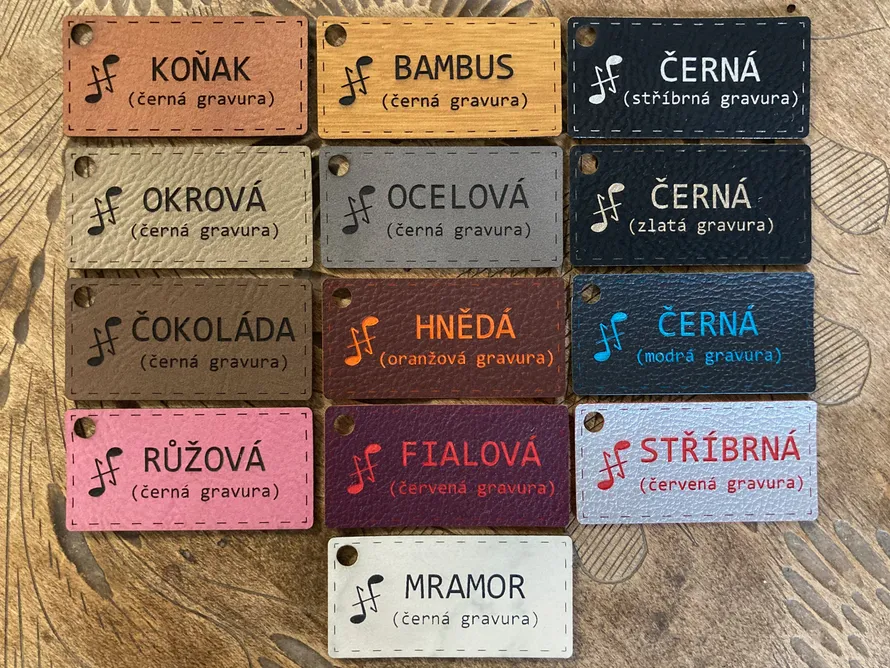 KOŇAK
(černá gravura)
BAMBUS
(černá gravura)
ČERNÁ
(stříbrná gravura)
OKROVÁ
(černá gravura)
OCELOVÁ
(černá gravura)
ČERNÁ
(zlatá gravura)
ČOKOLÁDA
(černá gravura)
HNĚDÁ
(oranžová gravura)
ČERNÁ
(modrá gravura)
RŮŽOVÁ
(černá gravura)
FIALOVÁ
(červená gravura)
STŘÍBRNÁ
(červená gravura)
MRAMOR
(černá gravura)